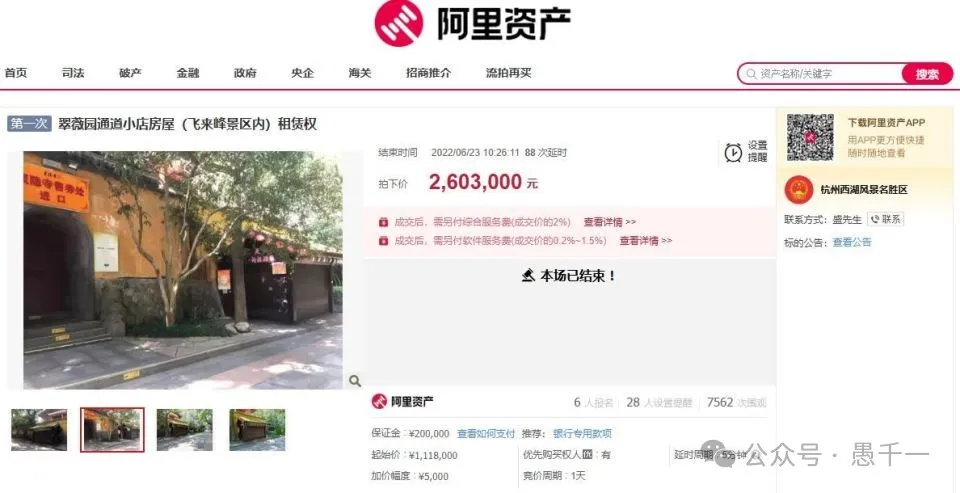 阿里资产
首页 司法 破产 金融 政府 央企 海关 招商推介 流拍再买
资产名称/关键字 搜索
第一次 翠薇园通道小店房屋（飞来峰景区内）租赁权
结束时间 2022/06/23 10:26:11 88 次延时
设置提醒
拍下价 2,603,000 元
成交后，需另付综合服务费(成交价的2%) 查看详情 >>
成交后，需另付软件服务费(成交价的0.2%~1.5%) 查看详情 >>
本场已结束！
下载阿里资产APP
用APP更方便快捷
随时随地查看
杭州西湖风景名胜区
联系方式：盛先生 联系
标的公告：查看公告
售券处
进口
阿里资产
6 人报名 28 人设置提醒 7562 次围观
保证金：¥200,000 查看如何支付 推荐：银行专用款项
起始价：¥1,118,000 优先购买权人：有 延时周期：5分钟
加价幅度：¥5,000 竞价周期：1天
公众号 · 愚千一